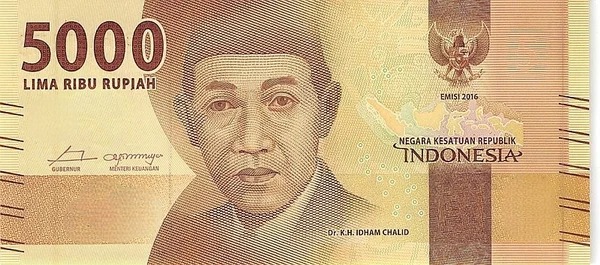 5000
LIMA RIBU RUPIAH
EMISI 2016
NEGARA KESATUAN REPUBLIK
INDONESIA
GUBERNUR
MENTERI KEUANGAN
Dr. K.H. IDHAM CHALID